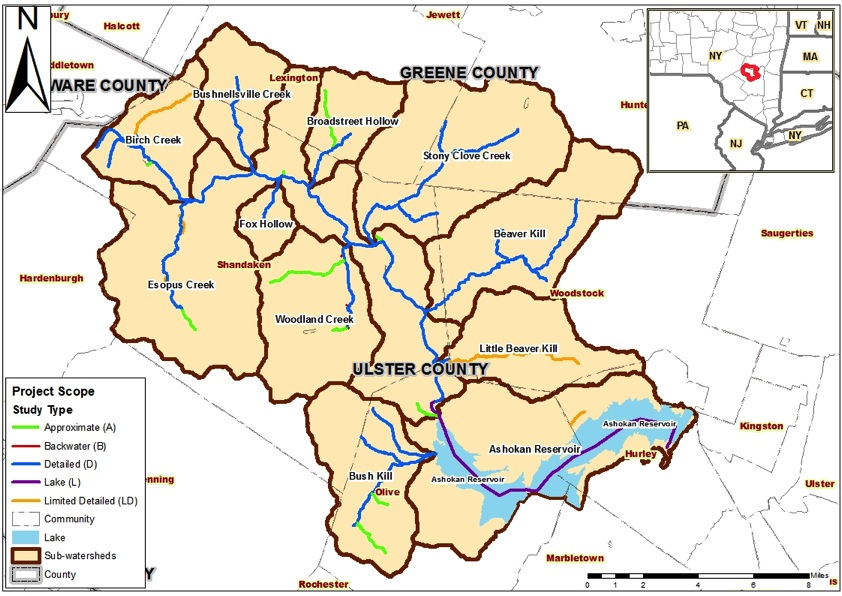 N
bury
Halcott
Jewett
ddletown
WARE COUNTY
Lexington
GREENE COUNTY
Bushnellsville Creek
Broadstreet Hollow
Birch Creek
Stony Clove Creek
Hunte
VT
NH
NY
MA
CT
PA
NJ
NY
Fox Hollow
Beaver Kill
Saugerties
Shandaken
Hardenburgh
Esopus Creek
Woodstock
Woodland Creek
Little Beaver Kill
ULSTER COUNTY
Project Scope
Study Type
Approximate (A)
Backwater (B)
Detailed (D)
Lake (L)
Limited Detailed (LD)
Community
Lake
Sub-watersheds
County
Ashokan Reservoir
Kingston
Ashokan Reservoir
Hurley
Ashokan Reservoir
Bush Kill
Olive
enning
Ulster
Marbletown
Rochester
Y
0 1 2 4 6 8
Miles
is